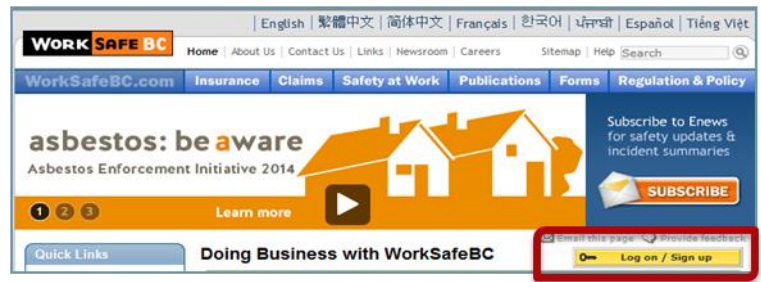 | English | 繁體中文 | 简体中文 | Français | 한국어 | ਪੰਜਾਬੀ | Español | Tiếng Việt
WORK SAFE BC
Home | About Us | Contact Us | Links | Newsroom | Careers Sitemap | Help Search
WorkSafeBC.com Insurance Claims Safety at Work Publications Forms Regulation & Policy
asbestos: be aware
Asbestos Enforcement Initiative 2014
Subscribe to Enews
for safety updates &
incident summaries
SUBSCRIBE
1 2 3 Learn more
Email this page Provide feedback
Quick Links Doing Business with WorkSafeBC Log on / Sign up